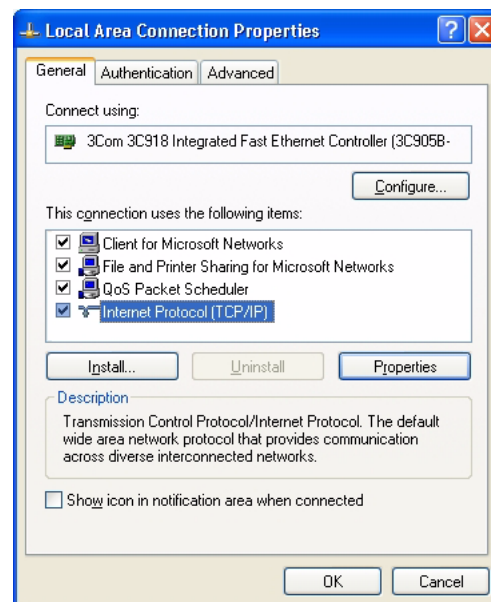 Local Area Connection Properties
General Authentication Advanced
Connect using:
3Com 3C918 Integrated Fast Ethernet Controller (3C905B-
Configure...
This connection uses the following items:
Client for Microsoft Networks
File and Printer Sharing for Microsoft Networks
QoS Packet Scheduler
Internet Protocol (TCP/IP)
Install... Uninstall Properties
Description
Transmission Control Protocol/Internet Protocol. The default
wide area network protocol that provides communication
across diverse interconnected networks.
Show icon in notification area when connected
OK Cancel